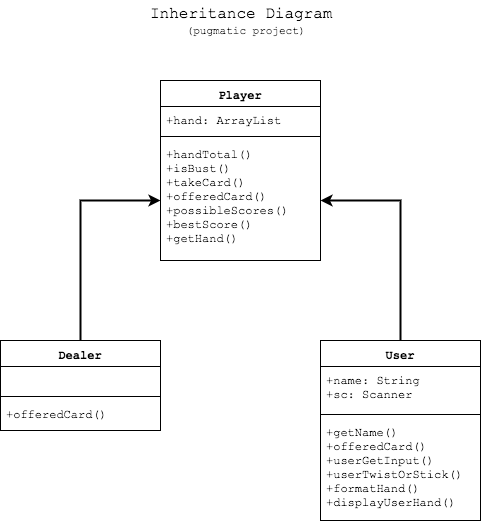 Inheritance Diagram
(pugmatic project)
Player
+hand: ArrayList
+handTotal()
+isBust()
+takeCard()
+offeredCard()
+possibleScores()
+bestScore()
+getHand()
Dealer
+offeredCard()
User
+name: String
+sc: Scanner
+getName()
+offeredCard()
+userGetInput()
+userTwistOrStick()
+formatHand()
+displayUserHand()